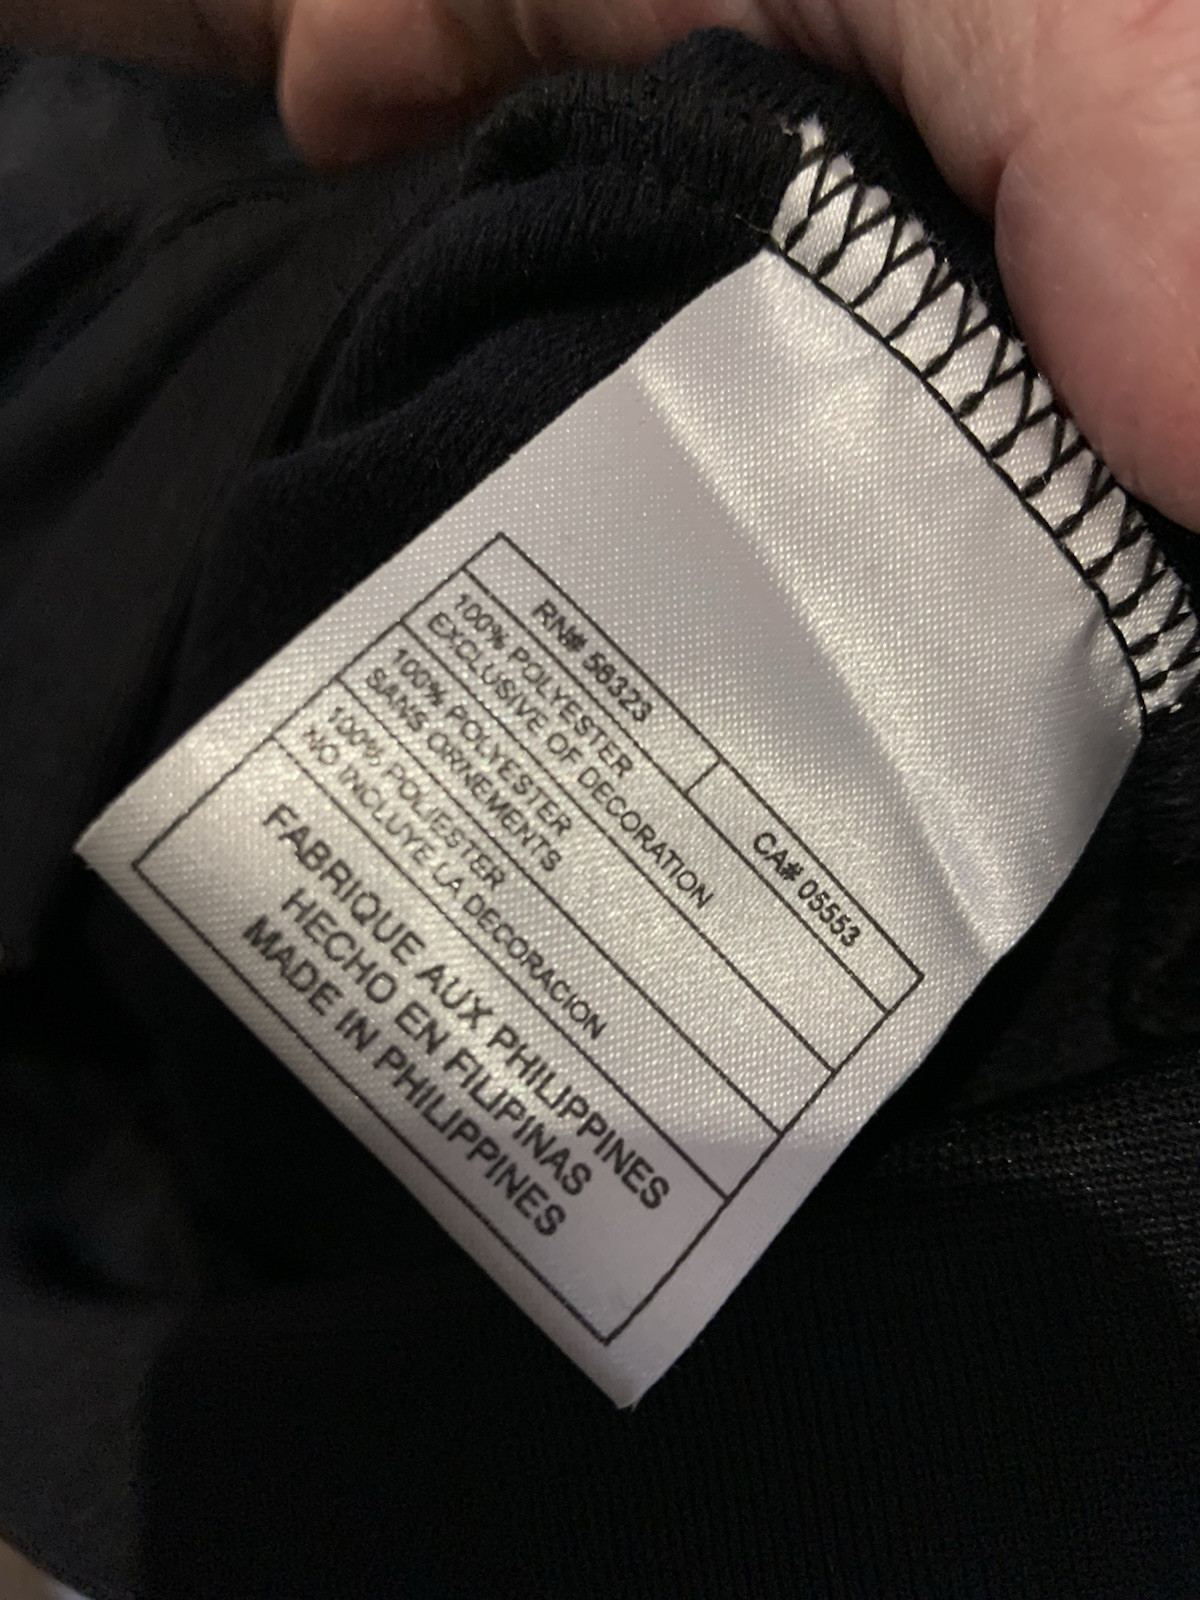 RN# 56323 CA# 05553
100% POLYESTER
EXCLUSIVE OF DECORATION
100% POLYESTER
SANS ORNEMENTS
100% POLIESTER
NO INCLUYE LA DECORACION
FABRIQUE AUX PHILIPPINES
HECHO EN FILIPINAS
MADE IN PHILIPPINES